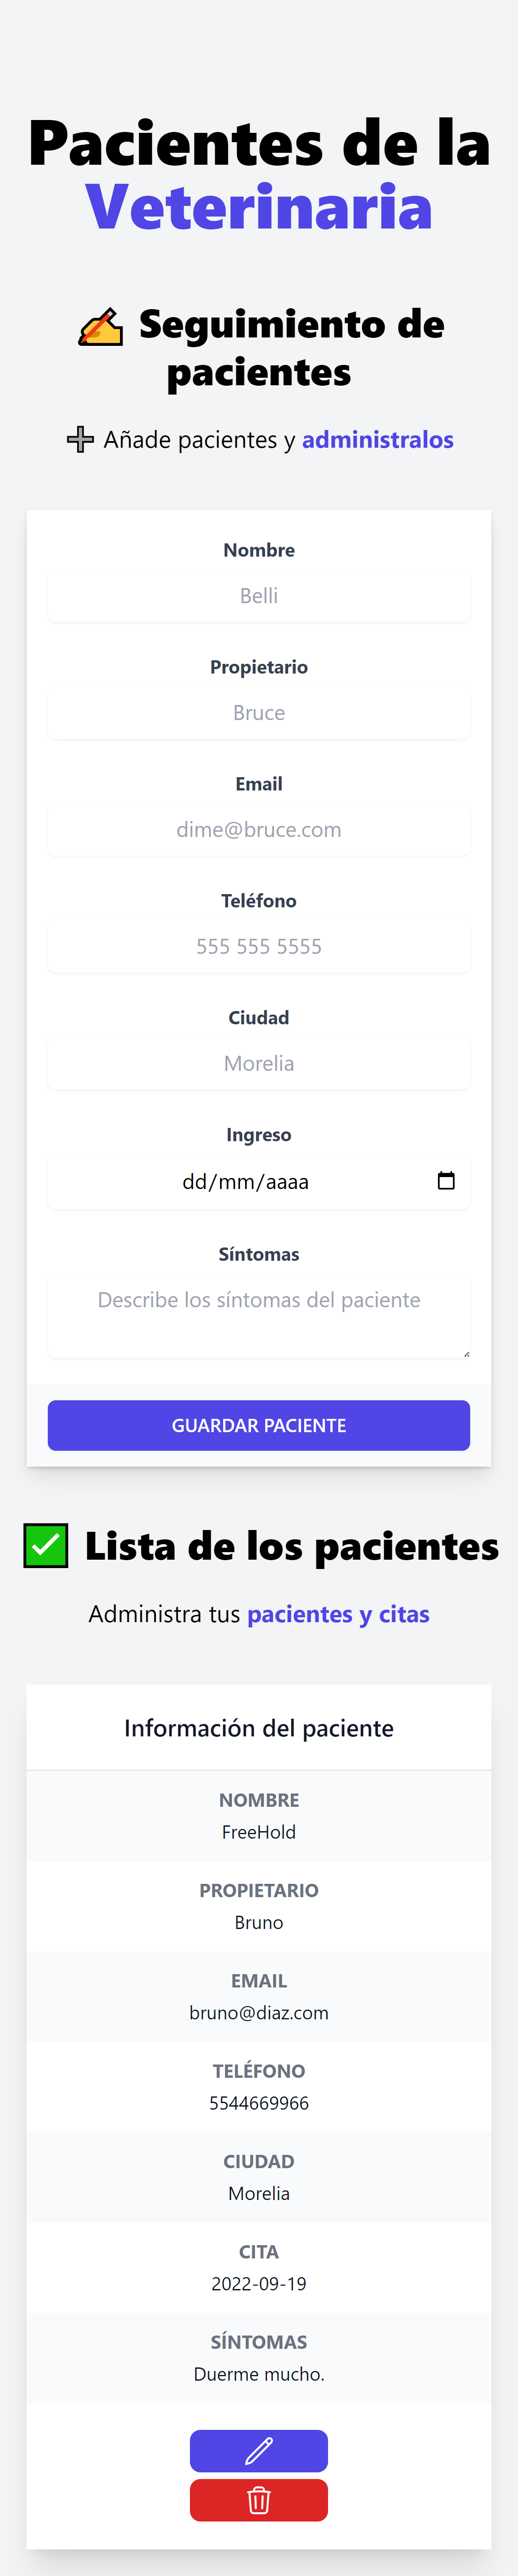 Pacientes de la
Veterinaria
✍ Seguimiento de
pacientes
➕ Añade pacientes y administralos
Nombre
Belli
Propietario
Bruce
Email
dime@bruce.com
Teléfono
555 555 5555
Ciudad
Morelia
Ingreso
dd/mm/aaaa
Síntomas
Describe los síntomas del paciente
GUARDAR PACIENTE
✅ Lista de los pacientes
Administra tus pacientes y citas
Información del paciente
NOMBRE
FreeHold
PROPIETARIO
Bruno
EMAIL
bruno@diaz.com
TELÉFONO
5544669966
CIUDAD
Morelia
CITA
2022-09-19
SÍNTOMAS
Duerme mucho.